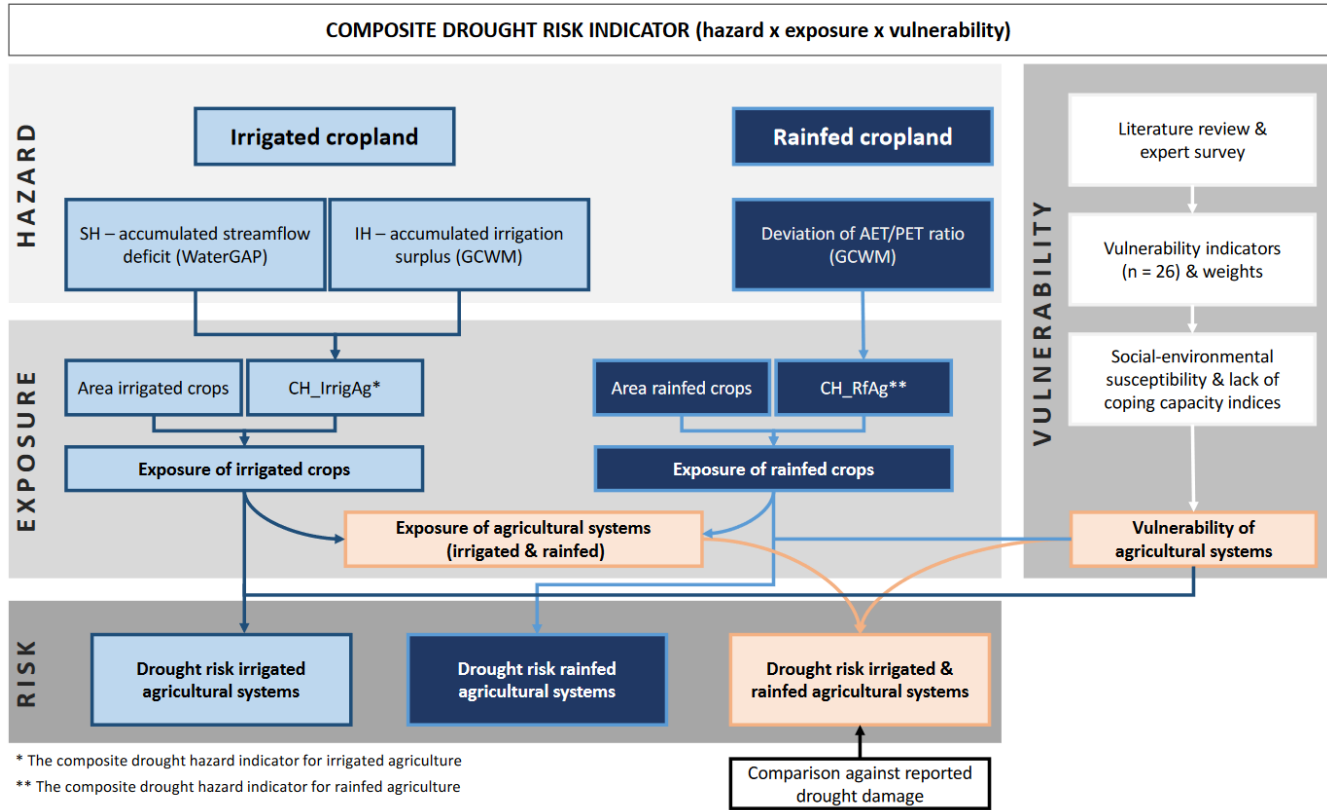 COMPOSITE DROUGHT RISK INDICATOR (hazard x exposure x vulnerability)
HAZARD
Irrigated cropland
Rainfed cropland
SH – accumulated streamflow
deficit (WaterGAP)
IH – accumulated irrigation
surplus (GCWM)
Deviation of AET/PET ratio
(GCWM)
EXPOSURE
Area irrigated crops
CH_IrrigAg*
Area rainfed crops
CH_RfAg**
Exposure of irrigated crops
Exposure of rainfed crops
Exposure of agricultural systems
(irrigated & rainfed)
VULNERABILITY
Literature review &
expert survey
Vulnerability indicators
(n = 26) & weights
Social-environmental
susceptibility & lack of
coping capacity indices
Vulnerability of
agricultural systems
RISK
Drought risk irrigated
agricultural systems
Drought risk rainfed
agricultural systems
Drought risk irrigated &
rainfed agricultural systems
* The composite drought hazard indicator for irrigated agriculture
** The composite drought hazard indicator for rainfed agriculture
Comparison against reported
drought damage